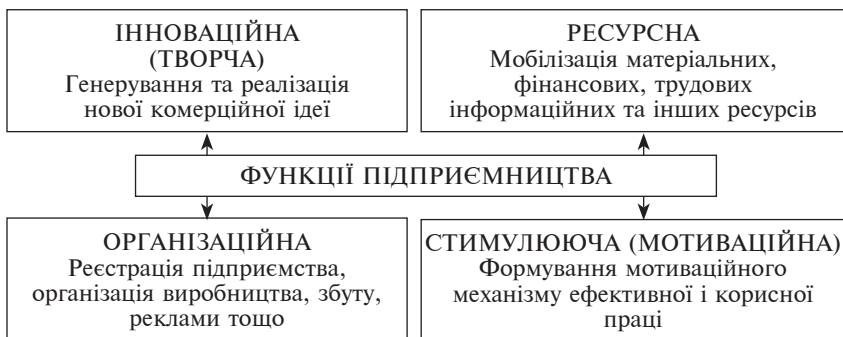 ІННОВАЦІЙНА
(ТВОРЧА)
Генерування та реалізація
нової комерційної ідеї
РЕСУРСНА
Мобілізація матеріальних,
фінансових, трудових
інформаційних та інших ресурсів
ФУНКЦІЇ ПІДПРИЄМНИЦТВА
ОРГАНІЗАЦІЙНА
Реєстрація підприємства,
організація виробництва, збуту,
реклами тощо
СТИМУЛЮЮЧА (МОТИВАЦІЙНА)
Формування мотиваційного
механізму ефективної і корисної
праці